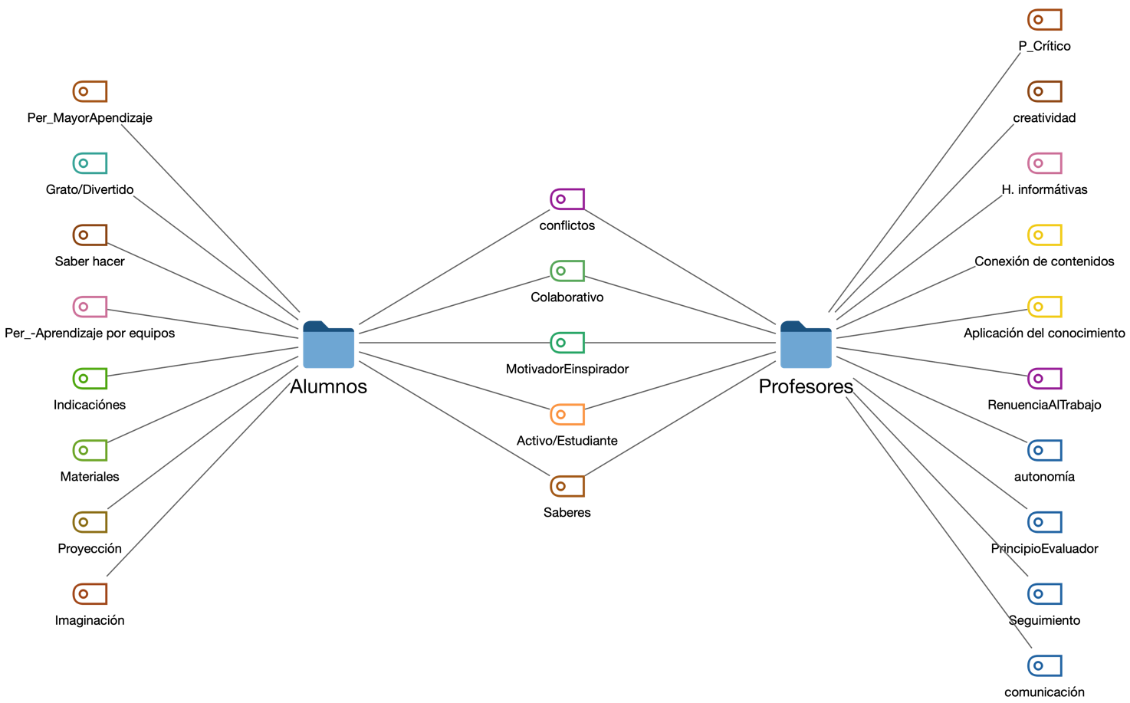 P_Crítico
Per_MayorApendizaje
creatividad
Grato/Divertido
H. informátivas
conflictos
Saber hacer
Conexión de contenidos
Colaborativo
Per_-Aprendizaje por equipos
Aplicación del conocimiento
MotivadorEinspirador
Alumnos
Profesores
Indicaciónes
RenuenciaAlTrabajo
Activo/Estudiante
Materiales
autonomía
Saberes
Proyección
PrincipioEvaluador
Imaginación
Seguimiento
comunicación